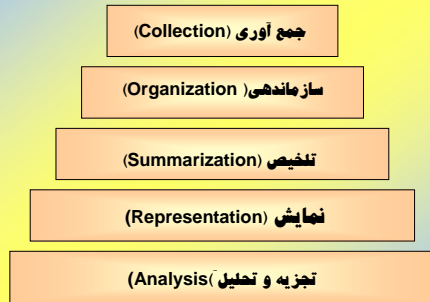 جمع آوری (Collection)
سازماندهی( Organization)
تلخیص (Summarization)
نمایش (Representation)
تجزیه و تحلیل َ(Analysis)